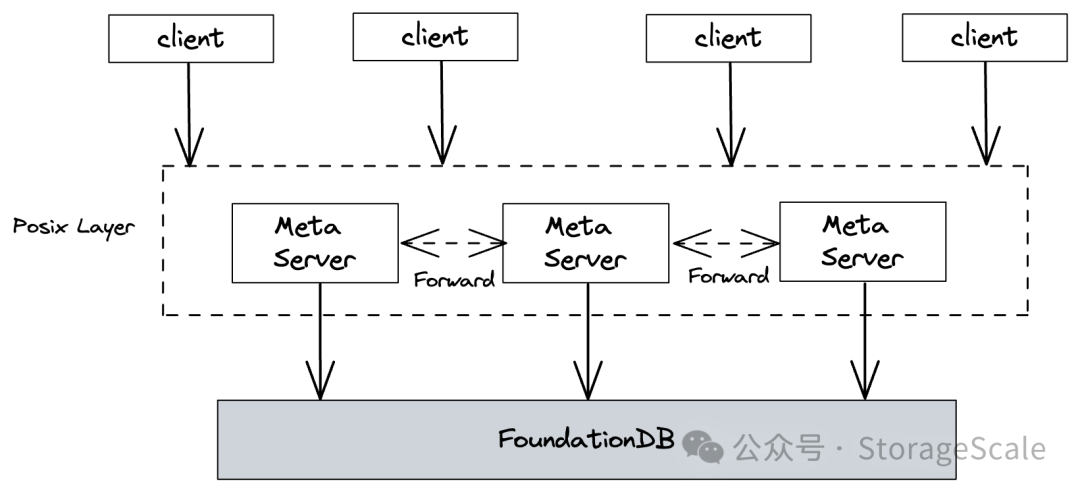 client
client
client
client
Posix Layer
Meta
Server
Meta
Server
Meta
Server
Forward
Forward
FoundationDB
公众号 · StorageScale